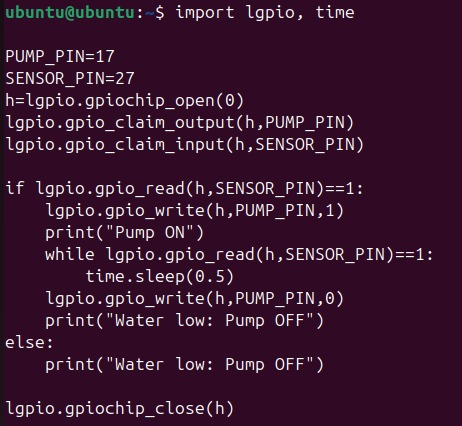 ubuntu@ubuntu:~$ import lgpio, time

PUMP_PIN=17
SENSOR_PIN=27
h=lgpio.gpiochip_open(0)
lgpio.gpio_claim_output(h,PUMP_PIN)
lgpio.gpio_claim_input(h,SENSOR_PIN)

if lgpio.gpio_read(h,SENSOR_PIN)==1:
    lgpio.gpio_write(h,PUMP_PIN,1)
    print("Pump ON")
    while lgpio.gpio_read(h,SENSOR_PIN)==1:
        time.sleep(0.5)
    lgpio.gpio_write(h,PUMP_PIN,0)
    print("Water low: Pump OFF")
else:
    print("Water low: Pump OFF")

lgpio.gpiochip_close(h)